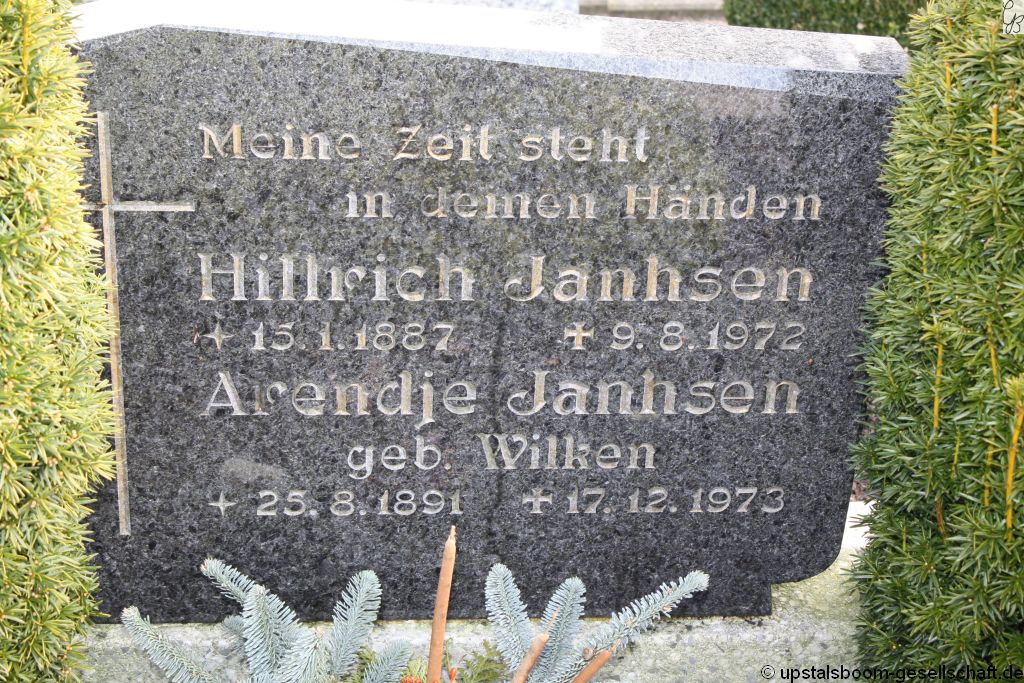 Meine Zeit steht
in deinen Händen
Hillrich Janhsen
✦ 15.1.1887 ✝ 9.8.1972
Arendje Janhsen
geb. Wilken
✦ 25.8.1891 ✝ 17.12.1973
GB
© upstalsboom-gesellschaft.de